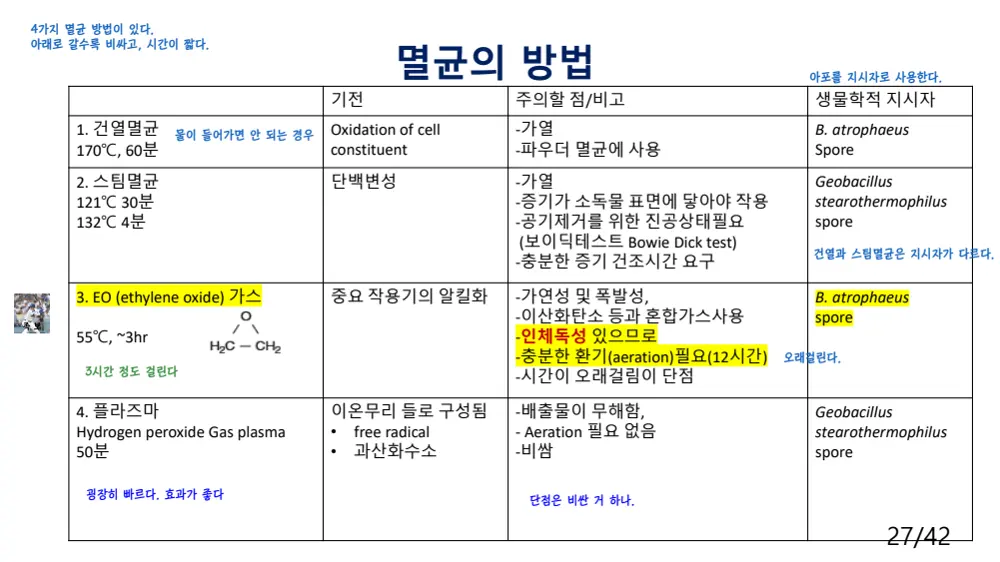 4가지 멸균 방법이 있다.
아래로 갈수록 비싸고, 시간이 짧다.
멸균의 방법
아포를 지시자로 사용한다.
기전
주의할 점/비고
생물학적 지시자
1. 건열멸균
170℃, 60분
물이 들어가면 안 되는 경우
Oxidation of cell
constituent
-가열
-파우더 멸균에 사용
B. atrophaeus
Spore
2. 스팀멸균
121℃ 30분
132℃ 4분
단백변성
-가열
-증기가 소독물 표면에 닿아야 작용
-공기제거를 위한 진공상태필요
(보이딕테스트 Bowie Dick test)
-충분한 증기 건조시간 요구
Geobacillus
stearothermophilus
spore
건열과 스팀멸균은 지시자가 다르다.
3. EO (ethylene oxide) 가스
55℃, ~3hr
O
H₂C — CH₂
3시간 정도 걸린다
중요 작용기의 알킬화
-가연성 및 폭발성,
-이산화탄소 등과 혼합가스사용
-인체독성 있으므로
-충분한 환기(aeration)필요(12시간)
-시간이 오래걸림이 단점
오래걸린다.
B. atrophaeus
spore
4. 플라즈마
Hydrogen peroxide Gas plasma
50분
굉장히 빠르다. 효과가 좋다
이온무리 들로 구성됨
• free radical
• 과산화수소
-배출물이 무해함,
- Aeration 필요 없음
-비쌈
단점은 비싼 거 하나.
Geobacillus
stearothermophilus
spore
27/42